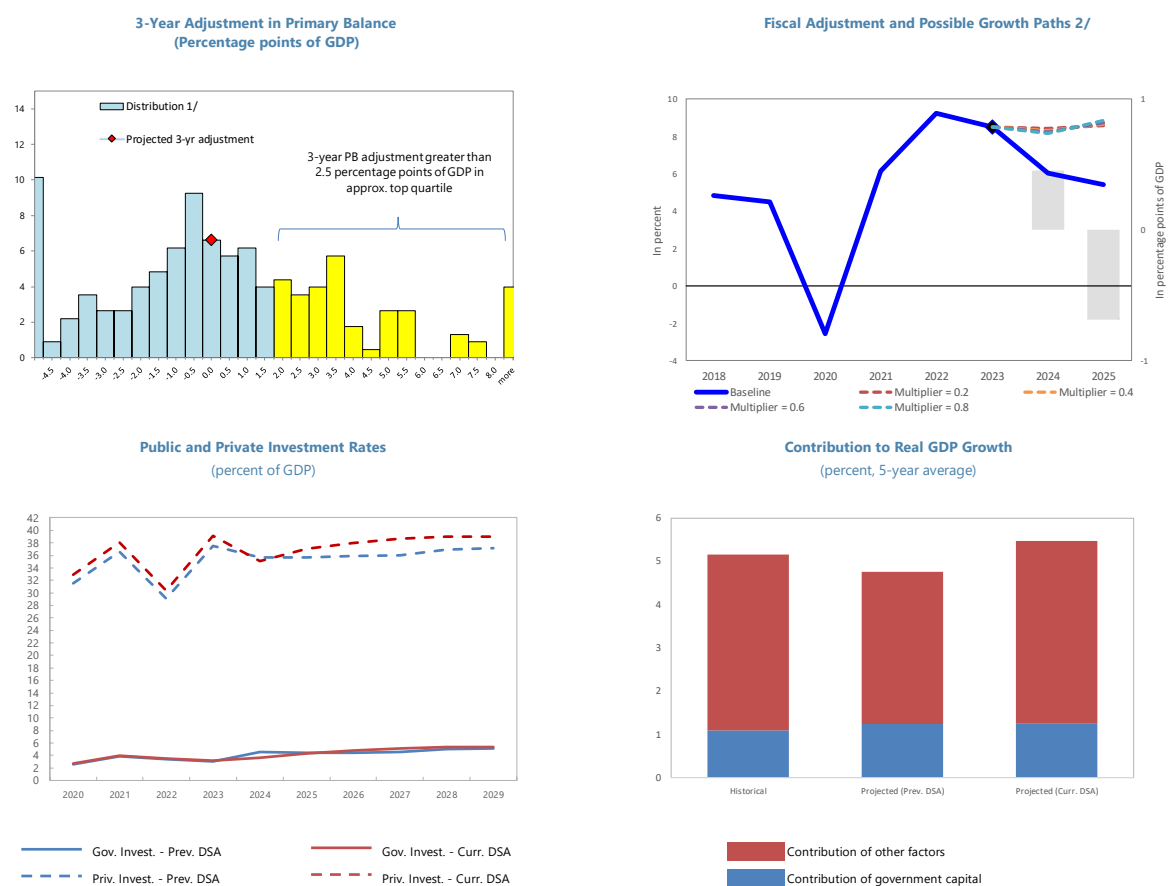 3-Year Adjustment in Primary Balance
(Percentage points of GDP)
14
12
10
8
6
4
2
0
Distribution 1/
Projected 3-yr adjustment
3-year PB adjustment greater than
2.5 percentage points of GDP in
approx. top quartile
-4.5 -4.0 -3.5 -3.0 -2.5 -2.0 -1.5 -1.0 -0.5 0.0 0.5 1.0 1.5 2.0 2.5 3.0 3.5 4.0 4.5 5.0 5.5 6.0 6.5 7.0 7.5 8.0 more
Fiscal Adjustment and Possible Growth Paths 2/
In percent
10
8
6
4
2
0
-2
-4
1
0
-1
In percentage points of GDP
2018 2019 2020 2021 2022 2023 2024 2025
Baseline Multiplier = 0.2 Multiplier = 0.4
Multiplier = 0.6 Multiplier = 0.8
Public and Private Investment Rates
(percent of GDP)
42
40
38
36
34
32
30
28
26
24
22
20
18
16
14
12
10
8
6
4
2
0
2020 2021 2022 2023 2024 2025 2026 2027 2028 2029
Gov. Invest. - Prev. DSA Gov. Invest. - Curr. DSA
Priv. Invest. - Prev. DSA Priv. Invest. - Curr. DSA
Contribution to Real GDP Growth
(percent, 5-year average)
6
5
4
3
2
1
0
Historical Projected (Prev. DSA) Projected (Curr. DSA)
Contribution of other factors
Contribution of government capital